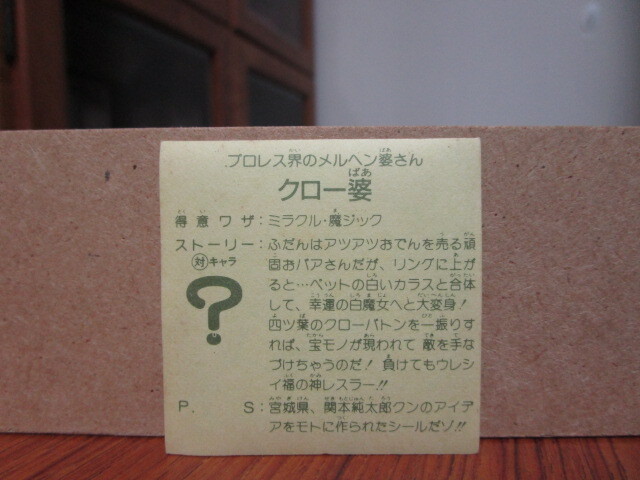 プロレス界のメルヘン婆さん
クロー婆
得意ワザ：ミラクル・魔ジック
ストーリー：ふだんはアツアツおでんを売る頑
対キャラ 固おバアさんだが、リングに上が
ると…ペットの白いカラスと合体
して、幸運の白魔女へと大変身！
？ 四ツ葉のクローバトンを一振りす
れば、宝モノが現われて敵を手な
づけちゃうのだ！ 負けてもウレシ
イ福の神レスラー!!
P. S：宮城県、関本純太郎クンのアイデ
アをモトに作られたシールだゾ!!